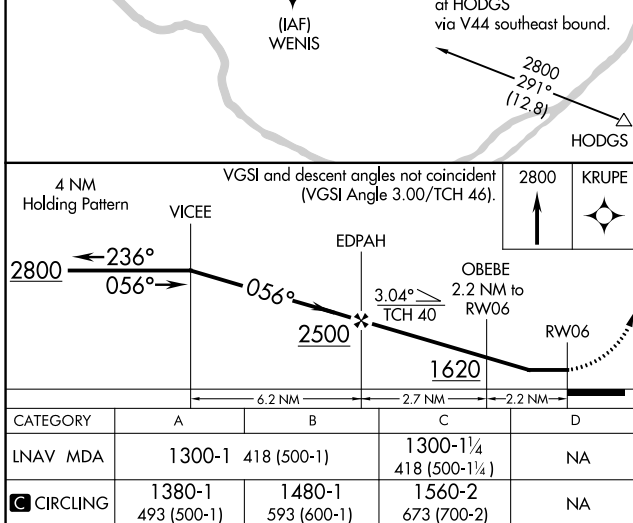 at HODGS
(IAF)
WENIS
via V44 southeast bound.
2800
291°
(12.8)
HODGS
4 NM
Holding Pattern
VGSI and descent angles not coincident
(VGSI Angle 3.00/TCH 46).
2800
KRUPE
VICEE
EDPAH
OBEBE
2.2 NM to
RW06
RW06
2800
236°
056°
056°
3.04°
TCH 40
2500
1620
6.2 NM
2.7 NM
2.2 NM
CATEGORY A B C D
LNAV MDA 1300-1 418 (500-1) 1300-1¼ 418 (500-1¼) NA
C CIRCLING 1380-1 493 (500-1) 1480-1 593 (600-1) 1560-2 673 (700-2) NA